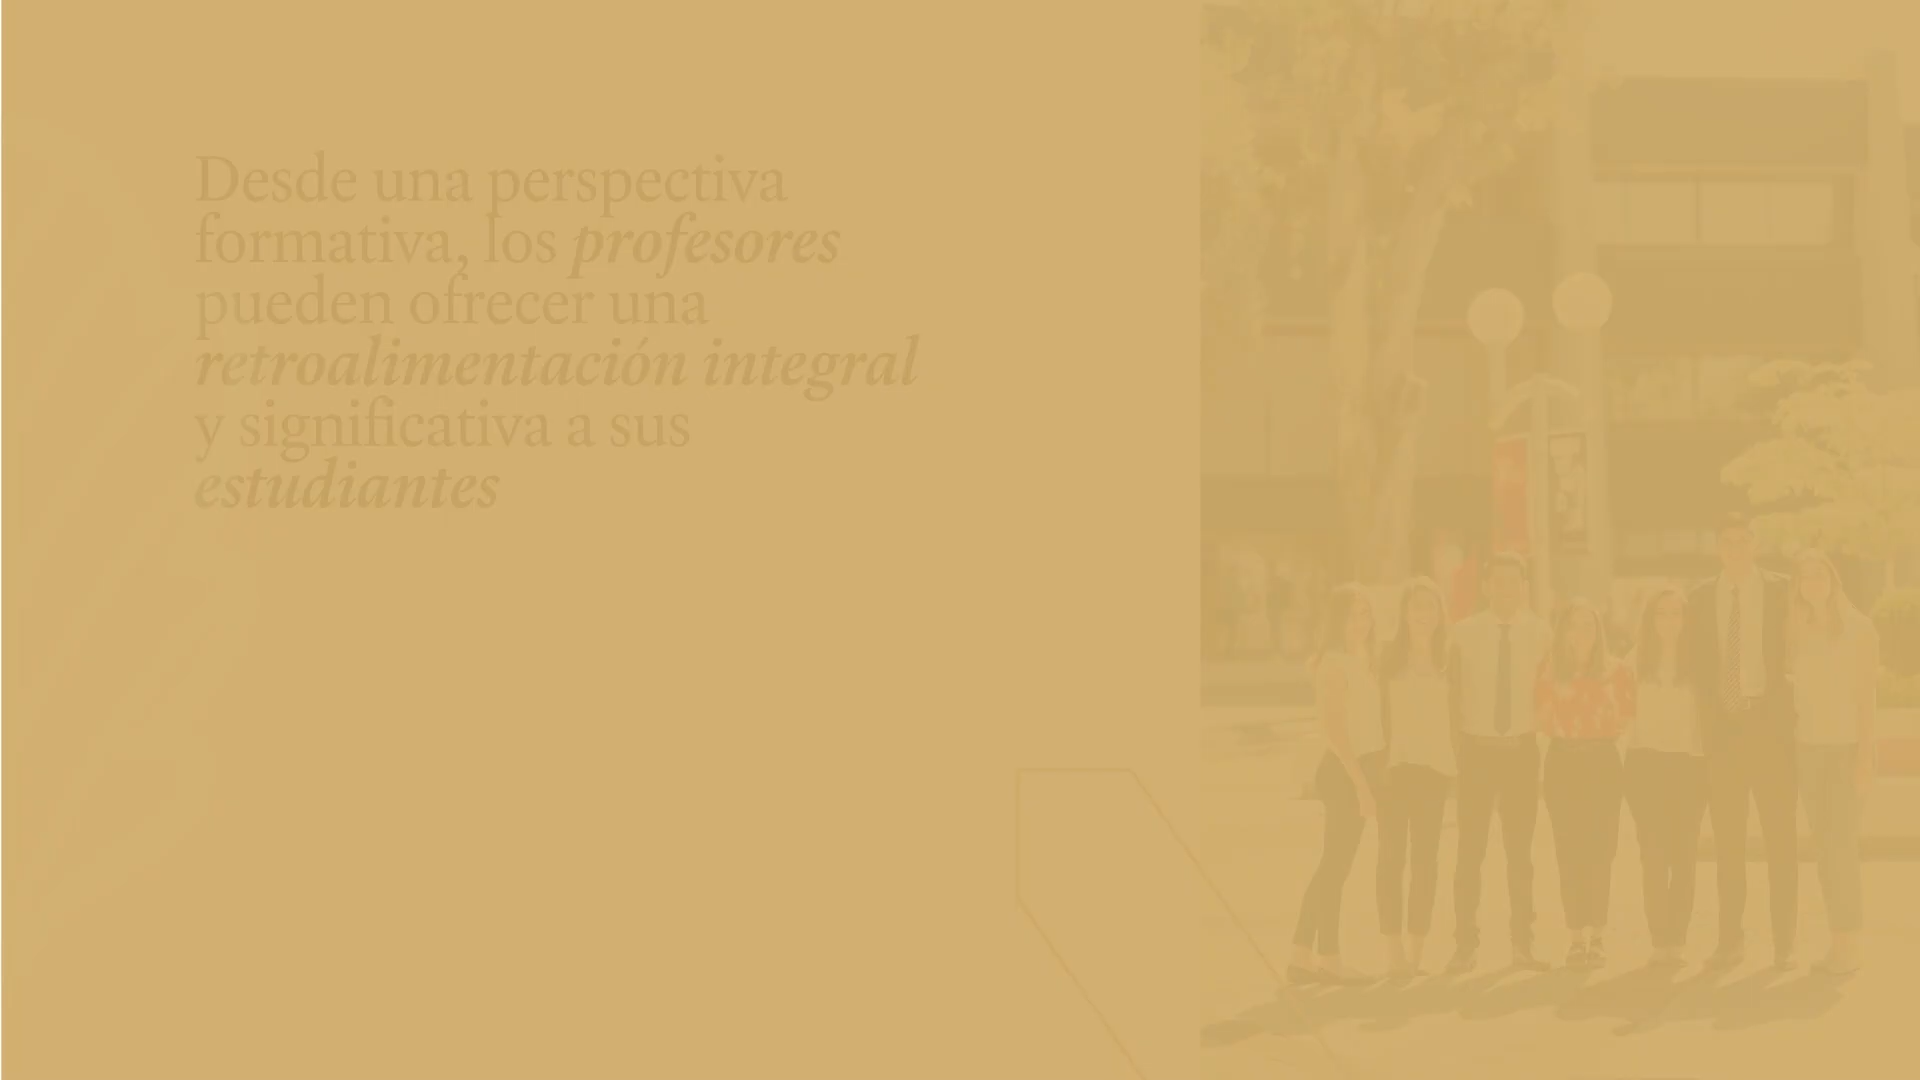 Desde una perspectiva
formativa, los profesores
pueden ofrecer una
retroalimentación integral
y significativa a sus
estudiantes